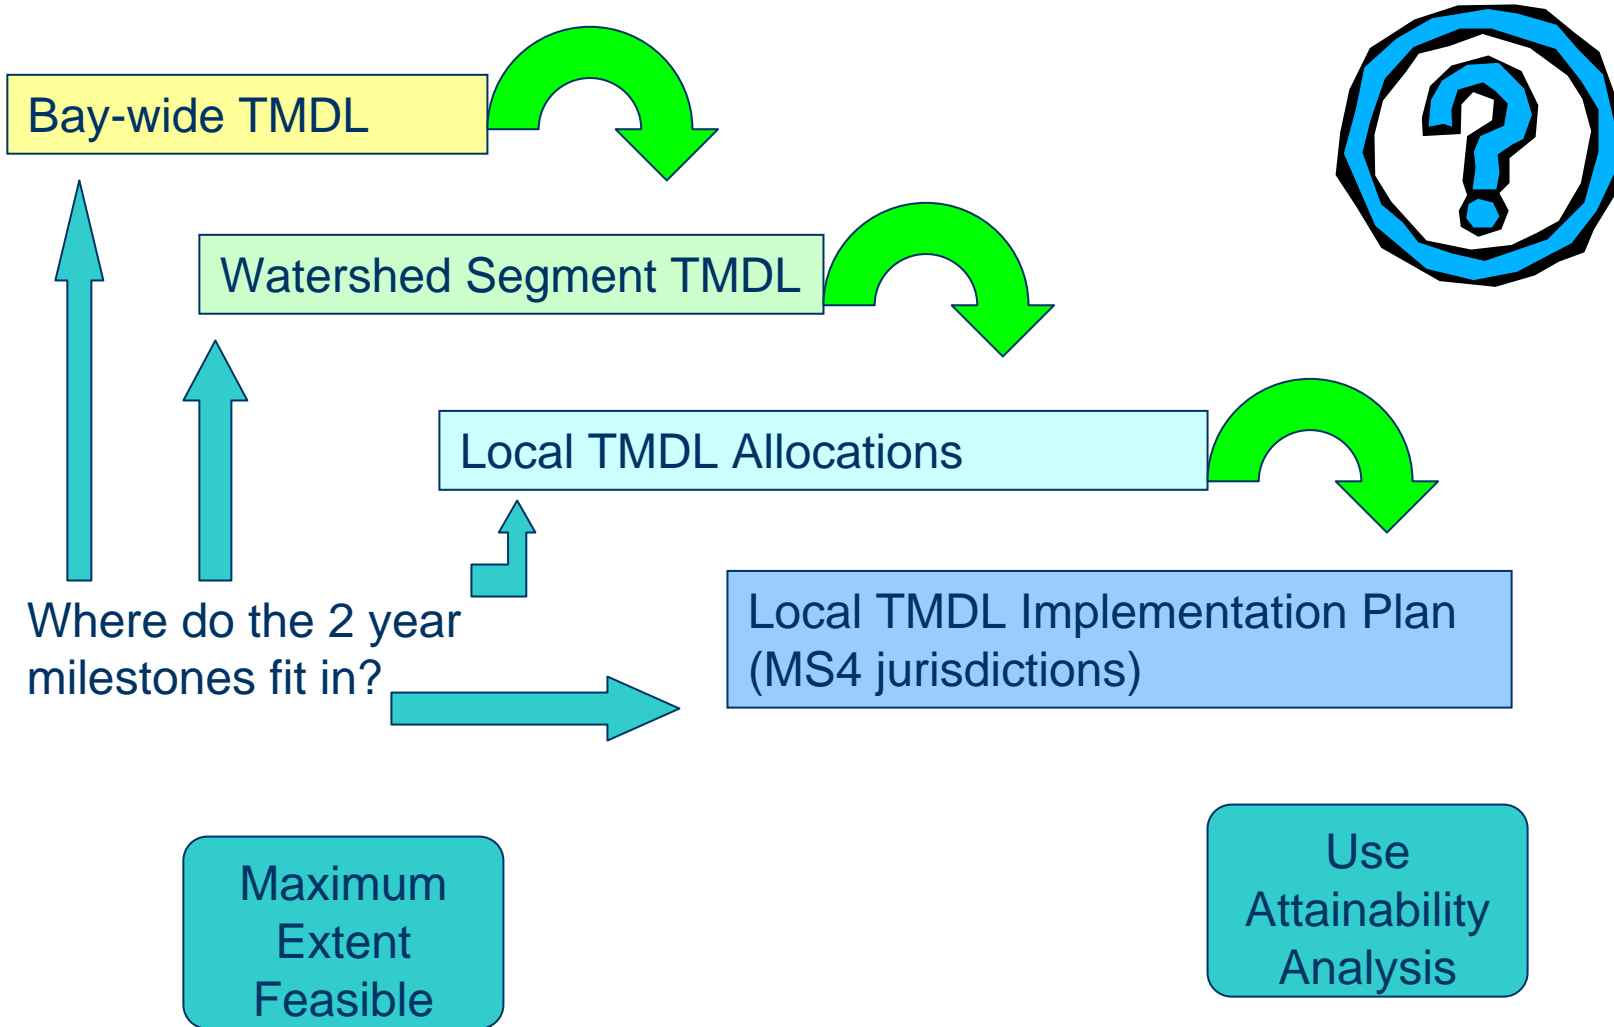 Bay-wide TMDL
Watershed Segment TMDL
Local TMDL Allocations
Where do the 2 year
milestones fit in?
Local TMDL Implementation Plan
(MS4 jurisdictions)
Maximum
Extent
Feasible
Use
Attainability
Analysis